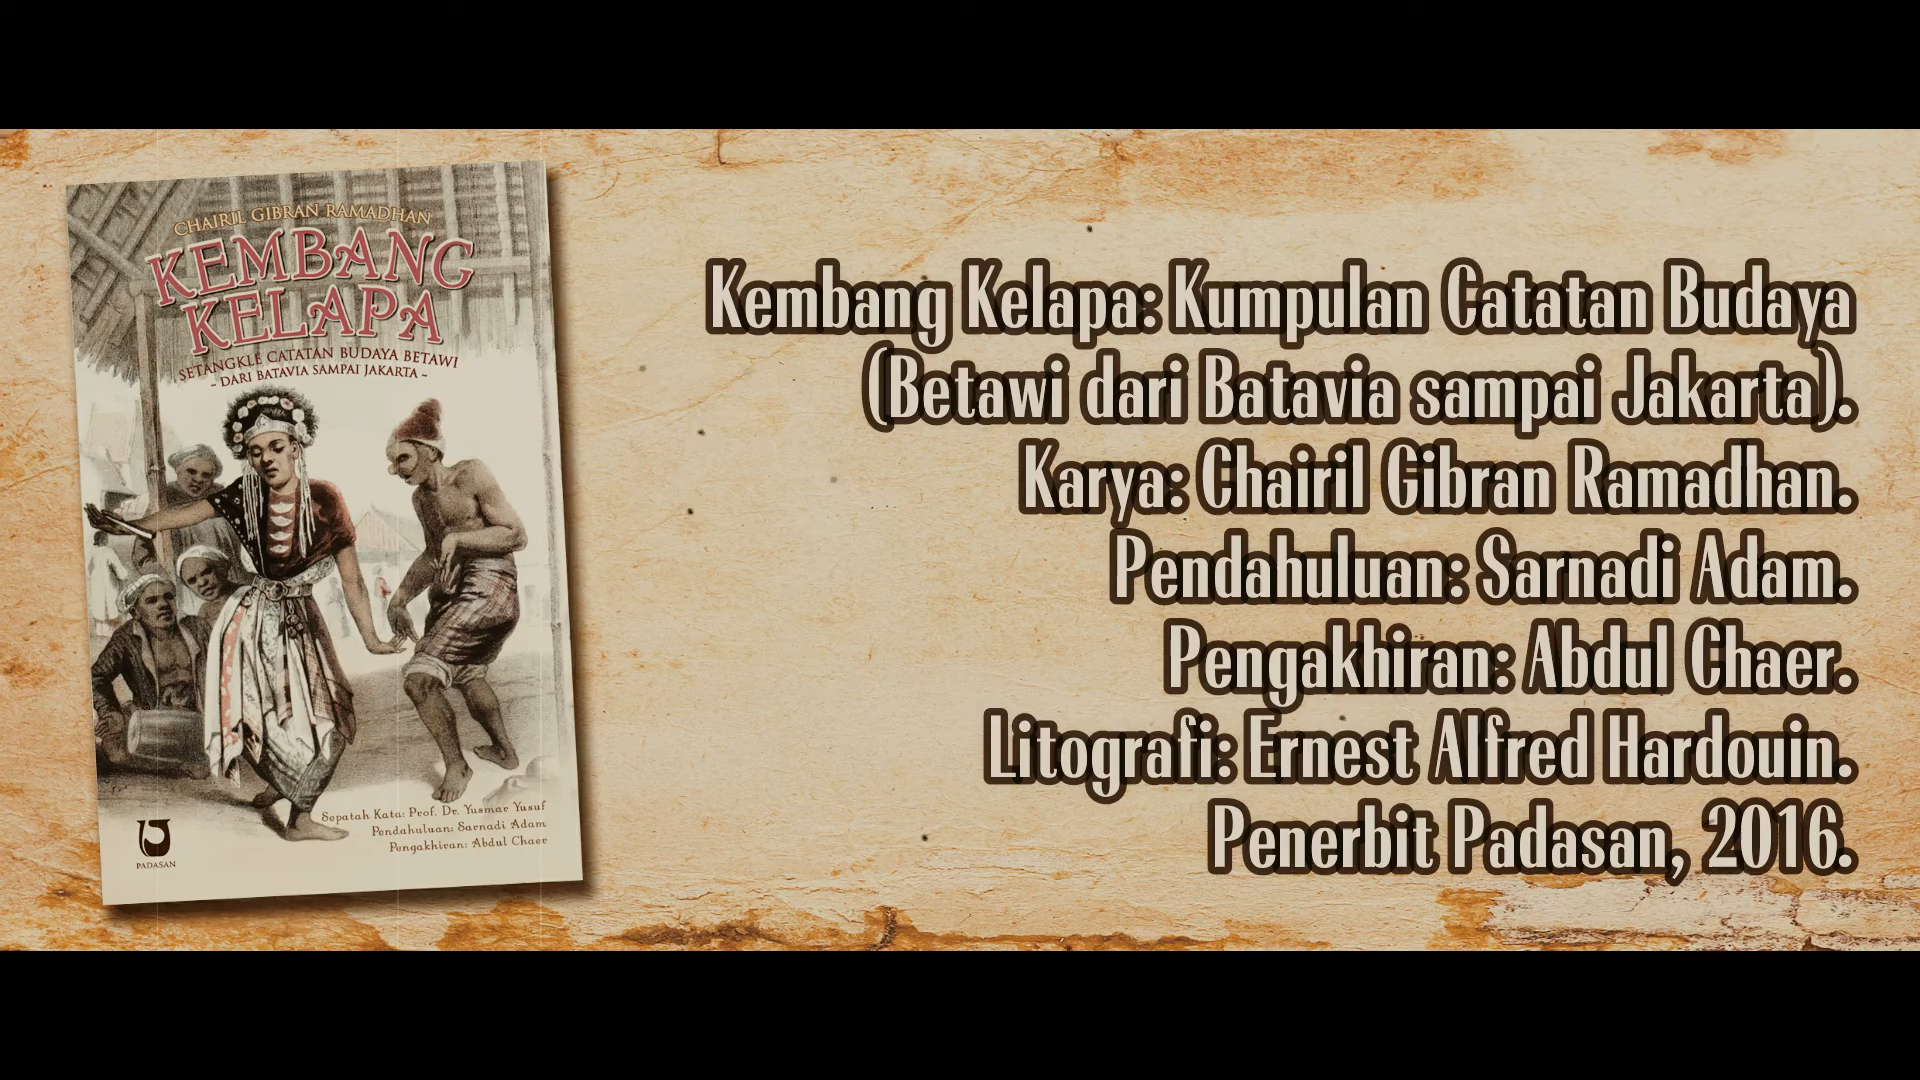 CHAIRIL GIBRAN RAMADHAN
KEMBANG
KELAPA
SETANGKLE CATATAN BUDAYA BETAWI
- DARI BATAVIA SAMPAI JAKARTA -
Sepatah Kata: Prof. Dr. Yusmar Yusuf
Pendahuluan: Sarnadi Adam
Pengakhiran: Abdul Chaer
PADASAN
Kembang Kelapa: Kumpulan Catatan Budaya
(Betawi dari Batavia sampai Jakarta).
Karya: Chairil Gibran Ramadhan.
Pendahuluan: Sarnadi Adam.
Pengakhiran: Abdul Chaer.
Litografi: Ernest Alfred Hardouin.
Penerbit Padasan, 2016.